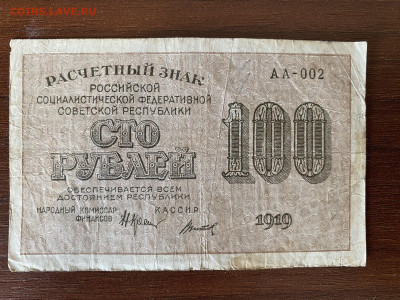 COINS.LAVE.RU
РАСЧЕТНЫЙ ЗНАК
АА-002
РОССИЙСКОЙ
СОЦИАЛИСТИЧЕСКОЙ ФЕДЕРАТИВНОЙ
СОВЕТСКОЙ РЕСПУБЛИКИ
СТО
РУБЛЕЙ
100
ОБЕСПЕЧИВАЕТСЯ ВСЕМ
ДОСТОЯНИЕМ РЕСПУБЛИКИ
НАРОДНЫЙ КОМИССАР
ФИНАНСОВ
КАССИР
1919